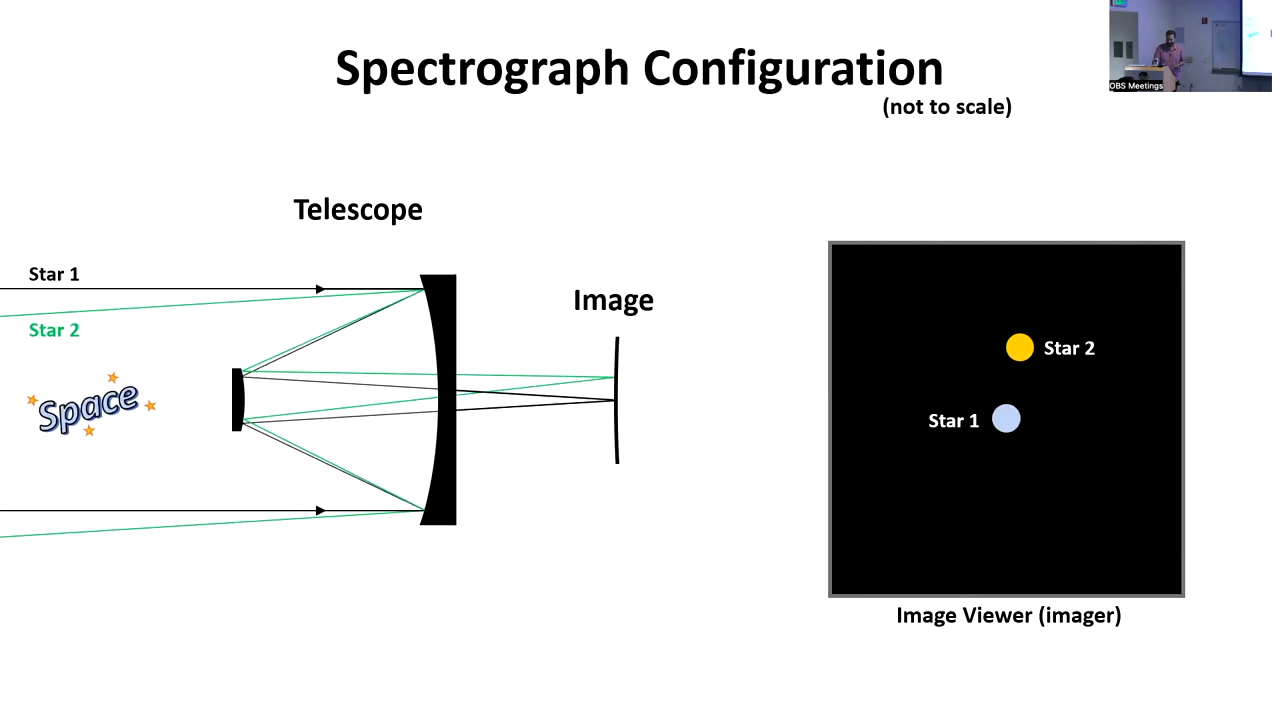 Spectrograph Configuration
(not to scale)
OBS Meetings
Telescope
Star 1
Star 2
Space
Image
Star 2
Star 1
Image Viewer (imager)